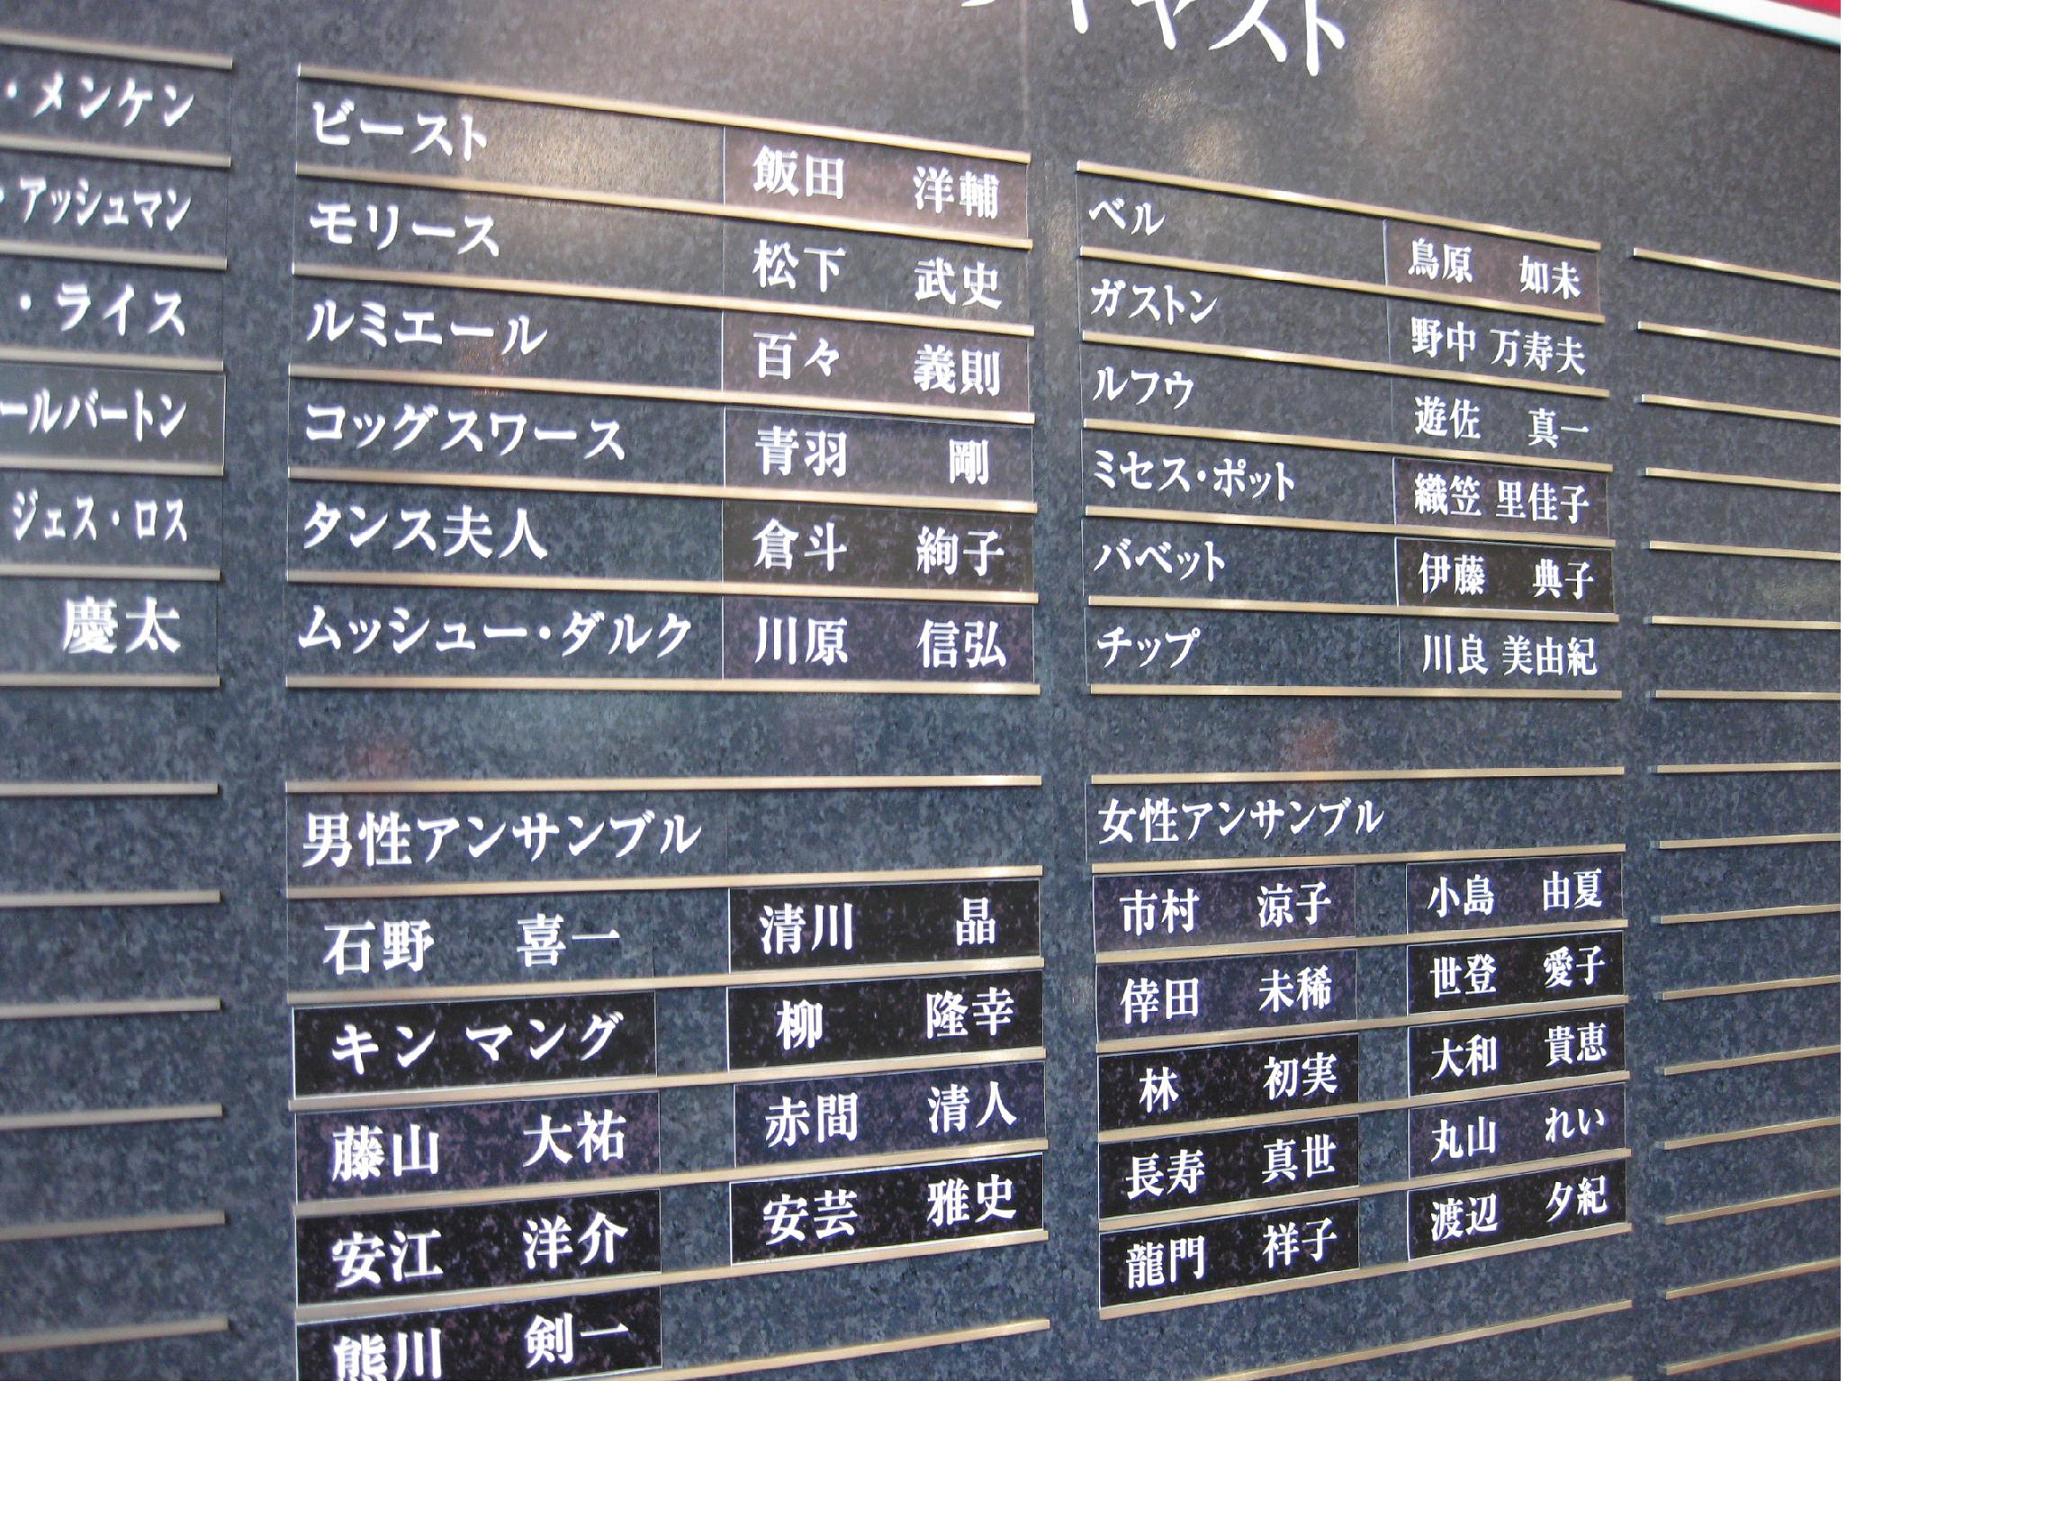 キャスト
・メンケン
・アッシュマン
・ライス
ールバートン
ジェス・ロス
慶太
ビースト 飯田 洋輔
モリース 松下 武史
ルミエール 百々 義則
コッグスワース 青羽 剛
タンス夫人 倉斗 絢子
ムッシュー・ダルク 川原 信弘
ベル 鳥原 如未
ガストン 野中 万寿夫
ルフウ 遊佐 真一
ミセス・ポット 織笠 里佳子
バベット 伊藤 典子
チップ 川良 美由紀
男性アンサンブル
石野 喜一 清川 晶
キン マング 柳 隆幸
藤山 大祐 赤間 清人
安江 洋介 安芸 雅史
熊川 剣一
女性アンサンブル
市村 涼子 小島 由夏
倖田 未稀 世登 愛子
林 初実 大和 貴恵
長寿 真世 丸山 れい
龍門 祥子 渡辺 夕紀